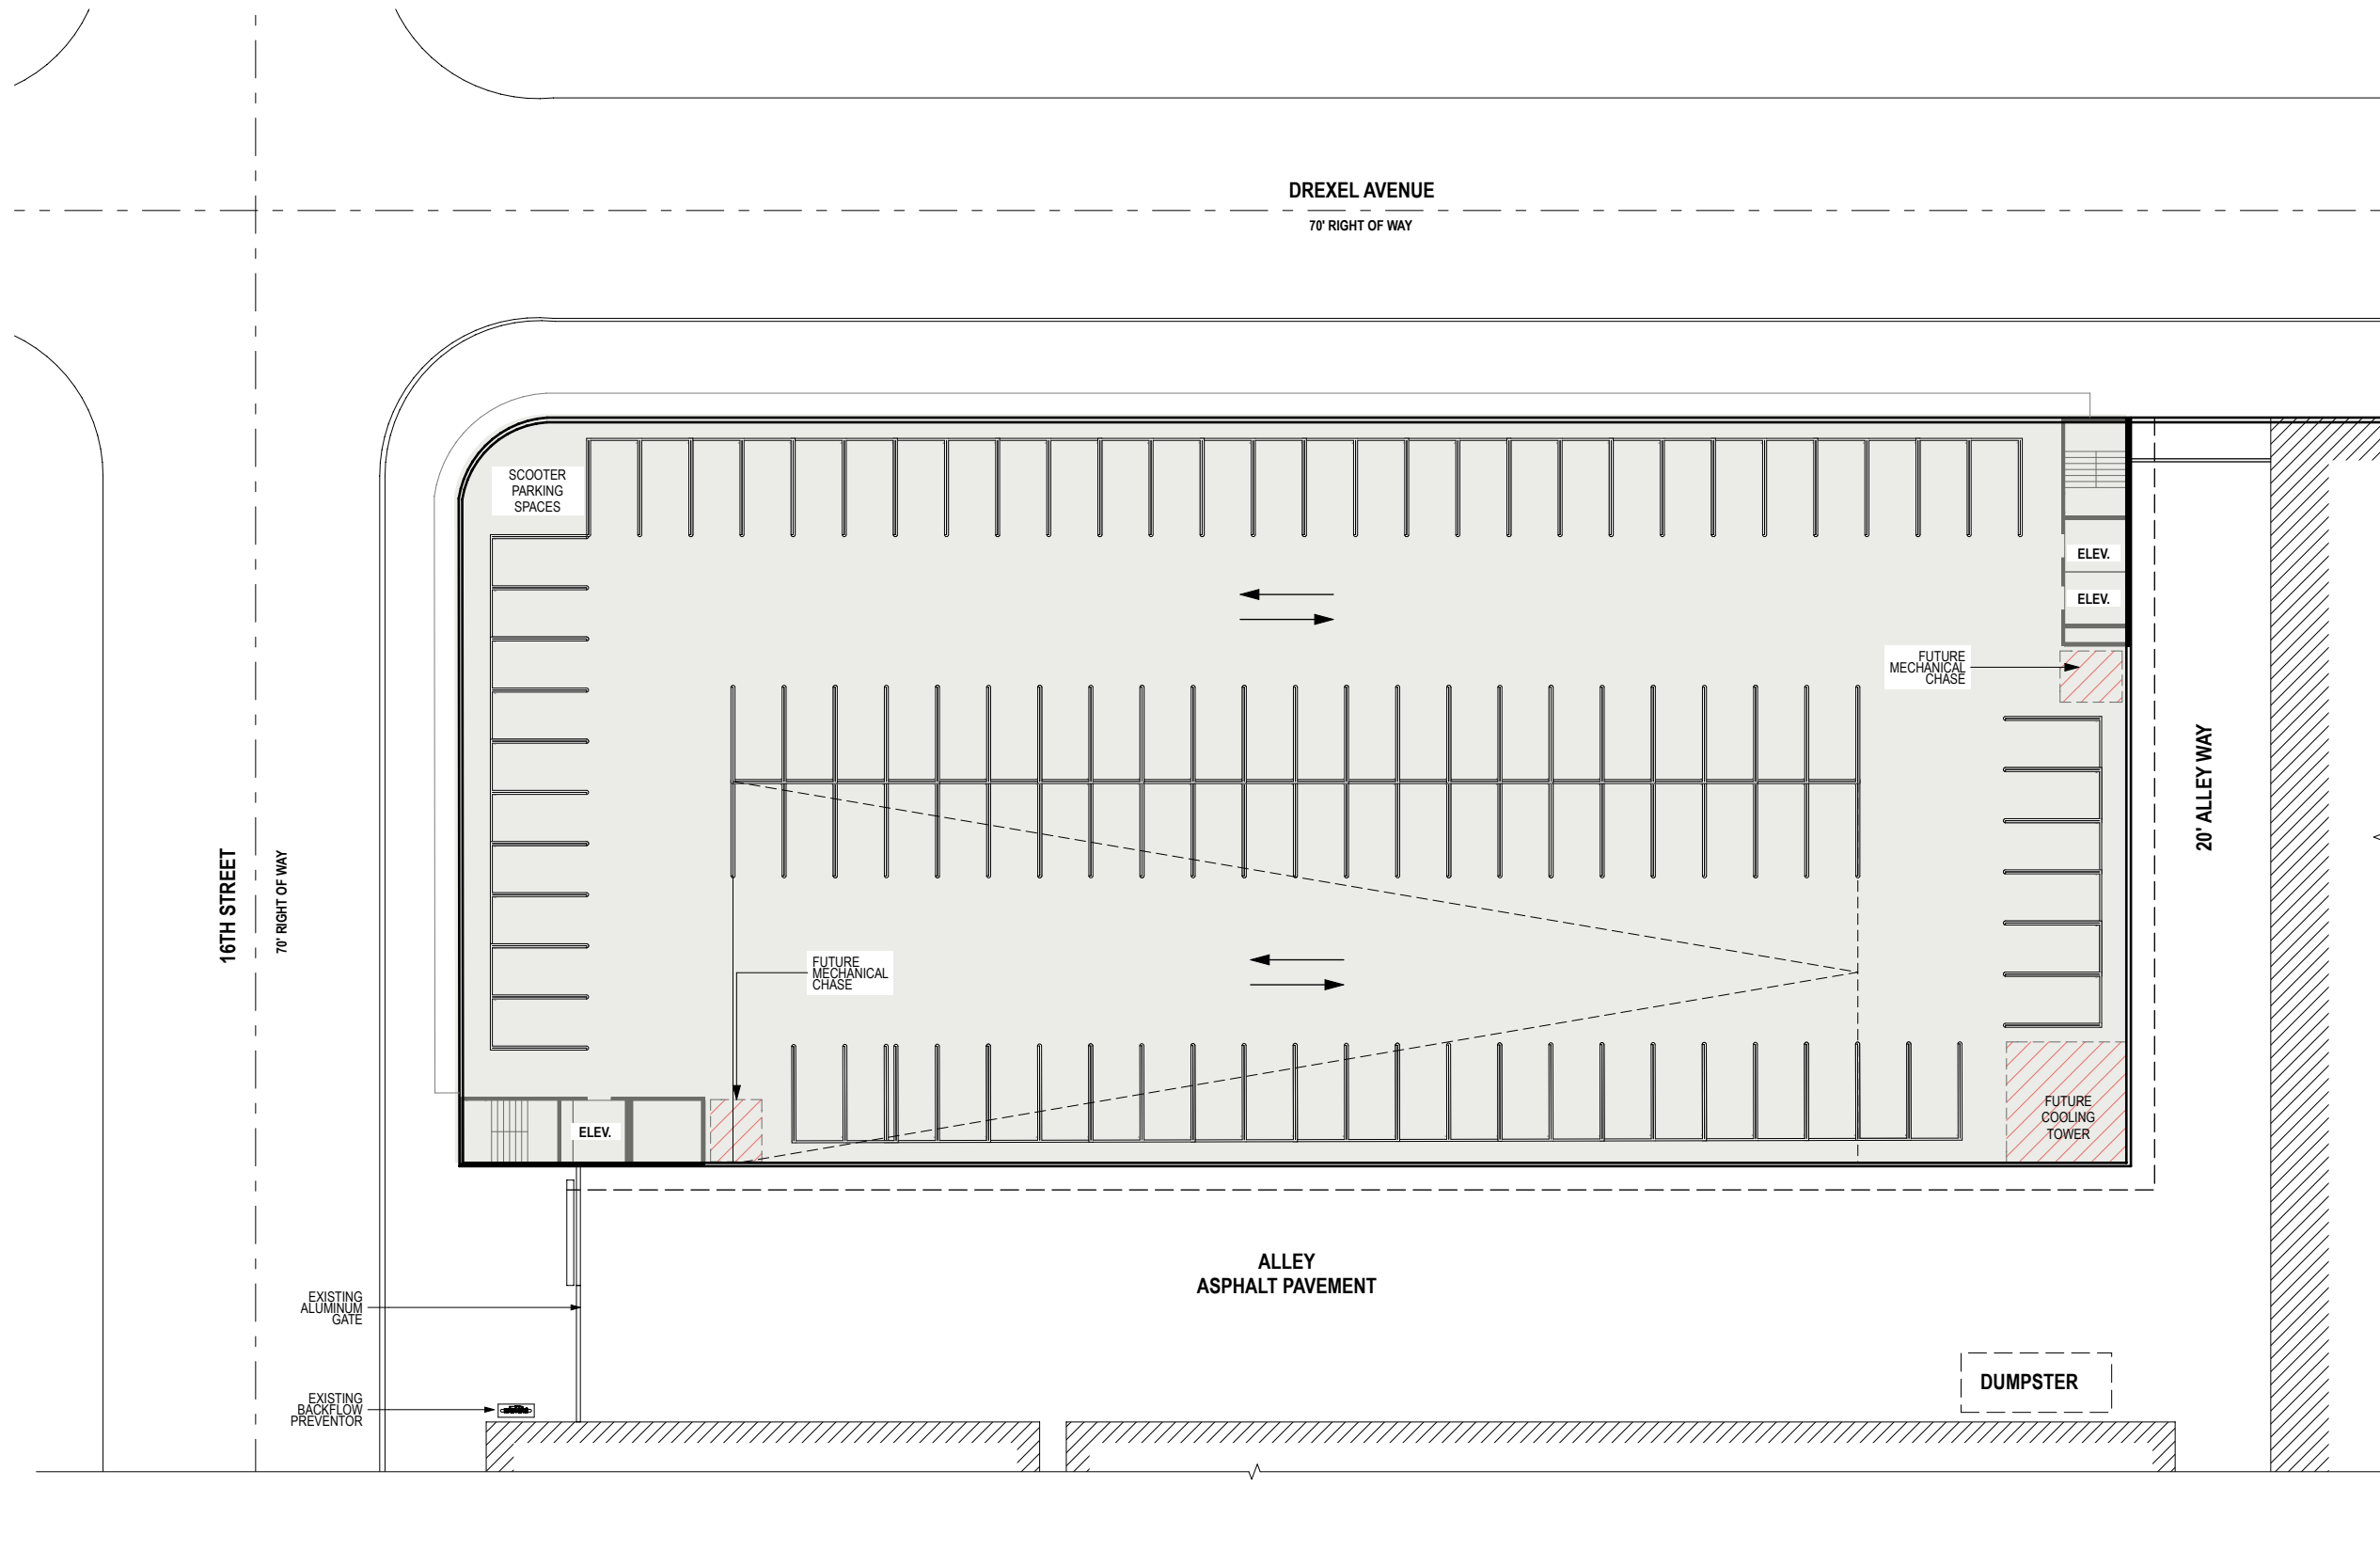 DREXEL AVENUE
70' RIGHT OF WAY
SCOOTER
PARKING
SPACES
ELEV.
ELEV.
FUTURE
MECHANICAL
CHASE
20' ALLEY WAY
16TH STREET
70' RIGHT OF WAY
FUTURE
MECHANICAL
CHASE
FUTURE
COOLING
TOWER
ELEV.
ALLEY
ASPHALT PAVEMENT
EXISTING
ALUMINUM
GATE
DUMPSTER
EXISTING
BACKFLOW
PREVENTOR